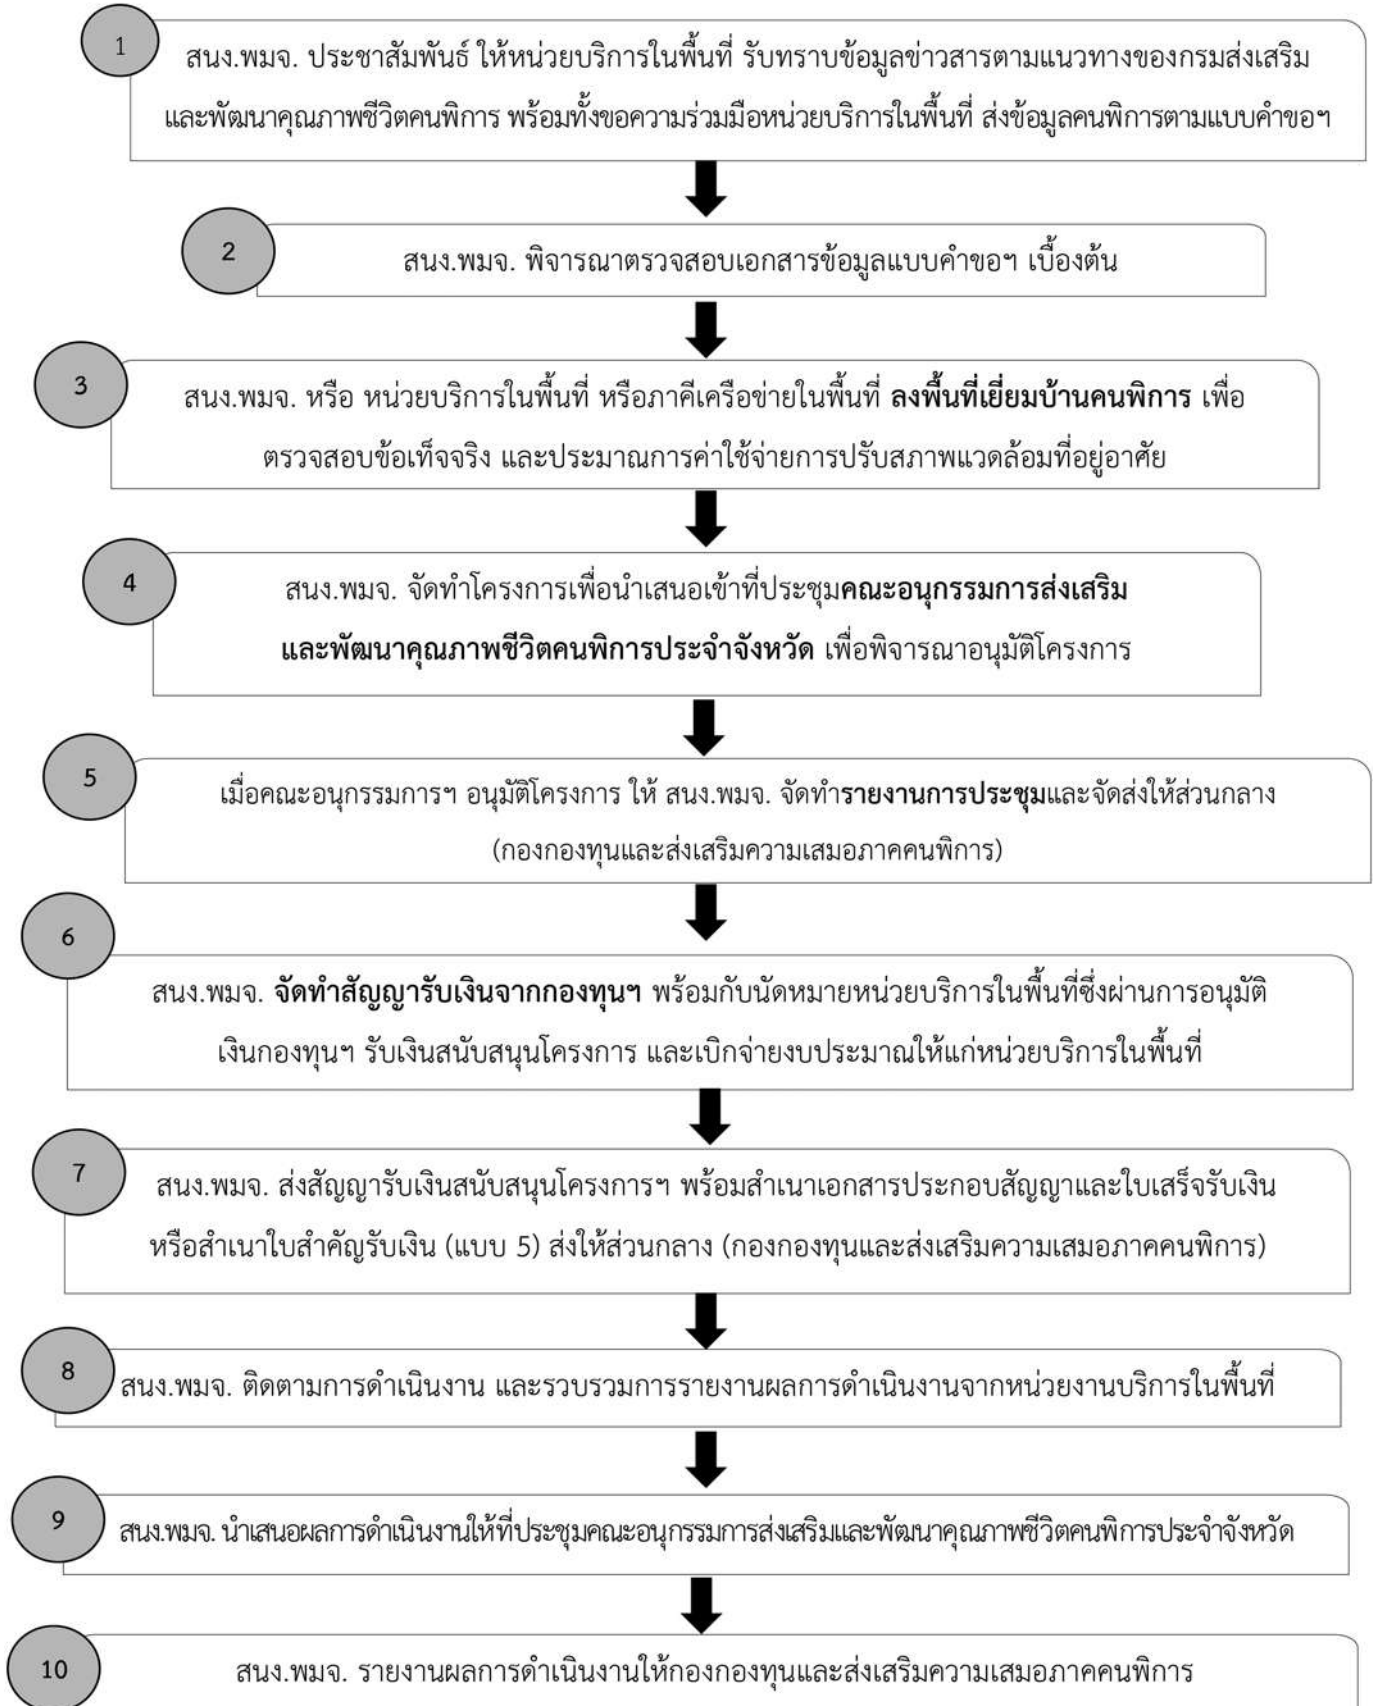 1
สนง.พมจ. ประชาสัมพันธ์ ให้หน่วยบริการในพื้นที่ รับทราบข้อมูลข่าวสารตามแนวทางของกรมส่งเสริม
และพัฒนาคุณภาพชีวิตคนพิการ พร้อมทั้งขอความร่วมมือหน่วยบริการในพื้นที่ ส่งข้อมูลคนพิการตามแบบคำขอฯ
2
สนง.พมจ. พิจารณาตรวจสอบเอกสารข้อมูลแบบคำขอฯ เบื้องต้น
3
สนง.พมจ. หรือ หน่วยบริการในพื้นที่ หรือภาคีเครือข่ายในพื้นที่ ลงพื้นที่เยี่ยมบ้านคนพิการ เพื่อ
ตรวจสอบข้อเท็จจริง และประมาณการค่าใช้จ่ายการปรับสภาพแวดล้อมที่อยู่อาศัย
4
สนง.พมจ. จัดทำโครงการเพื่อนำเสนอเข้าที่ประชุมคณะอนุกรรมการส่งเสริม
และพัฒนาคุณภาพชีวิตคนพิการประจำจังหวัด เพื่อพิจารณาอนุมัติโครงการ
5
เมื่อคณะอนุกรรมการฯ อนุมัติโครงการ ให้ สนง.พมจ. จัดทำรายงานการประชุมและจัดส่งให้ส่วนกลาง
(กองกองทุนและส่งเสริมความเสมอภาคคนพิการ)
6
สนง.พมจ. จัดทำสัญญารับเงินจากกองทุนฯ พร้อมกับนัดหมายหน่วยบริการในพื้นที่ซึ่งผ่านการอนุมัติ
เงินกองทุนฯ รับเงินสนับสนุนโครงการ และเบิกจ่ายงบประมาณให้แก่หน่วยบริการในพื้นที่
7
สนง.พมจ. ส่งสัญญารับเงินสนับสนุนโครงการฯ พร้อมสำเนาเอกสารประกอบสัญญาและใบเสร็จรับเงิน
หรือสำเนาใบสำคัญรับเงิน (แบบ 5) ส่งให้ส่วนกลาง (กองกองทุนและส่งเสริมความเสมอภาคคนพิการ)
8
สนง.พมจ. ติดตามการดำเนินงาน และรวบรวมการรายงานผลการดำเนินงานจากหน่วยงานบริการในพื้นที่
9
สนง.พมจ. นำเสนอผลการดำเนินงานให้ที่ประชุมคณะอนุกรรมการส่งเสริมและพัฒนาคุณภาพชีวิตคนพิการประจำจังหวัด
10
สนง.พมจ. รายงานผลการดำเนินงานให้กองกองทุนและส่งเสริมความเสมอภาคคนพิการ